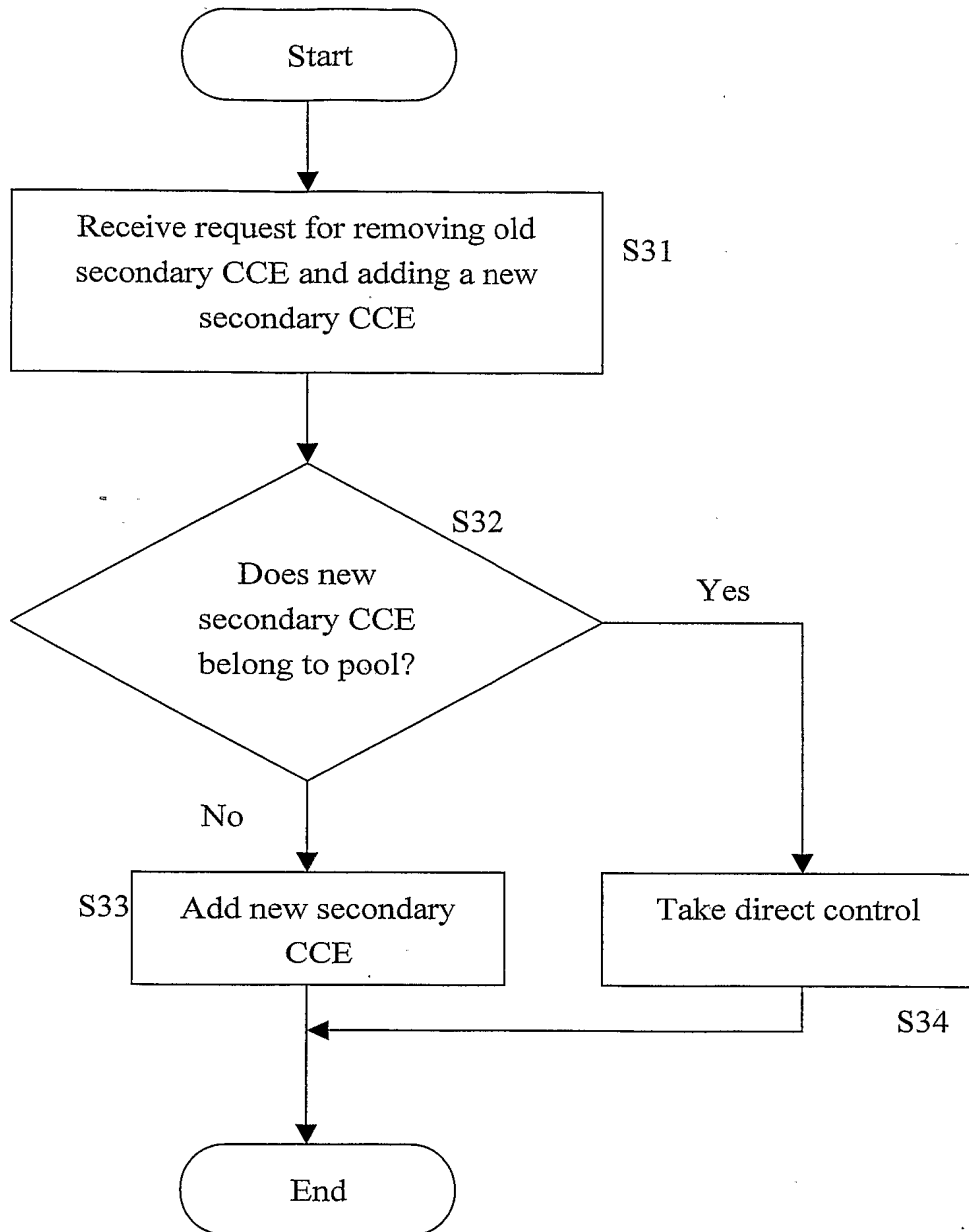 Start
Receive request for removing old
secondary CCE and adding a new
secondary CCE
S31
S32
Does new
secondary CCE
belong to pool?
Yes
No
S33
Add new secondary
CCE
Take direct control
S34
End